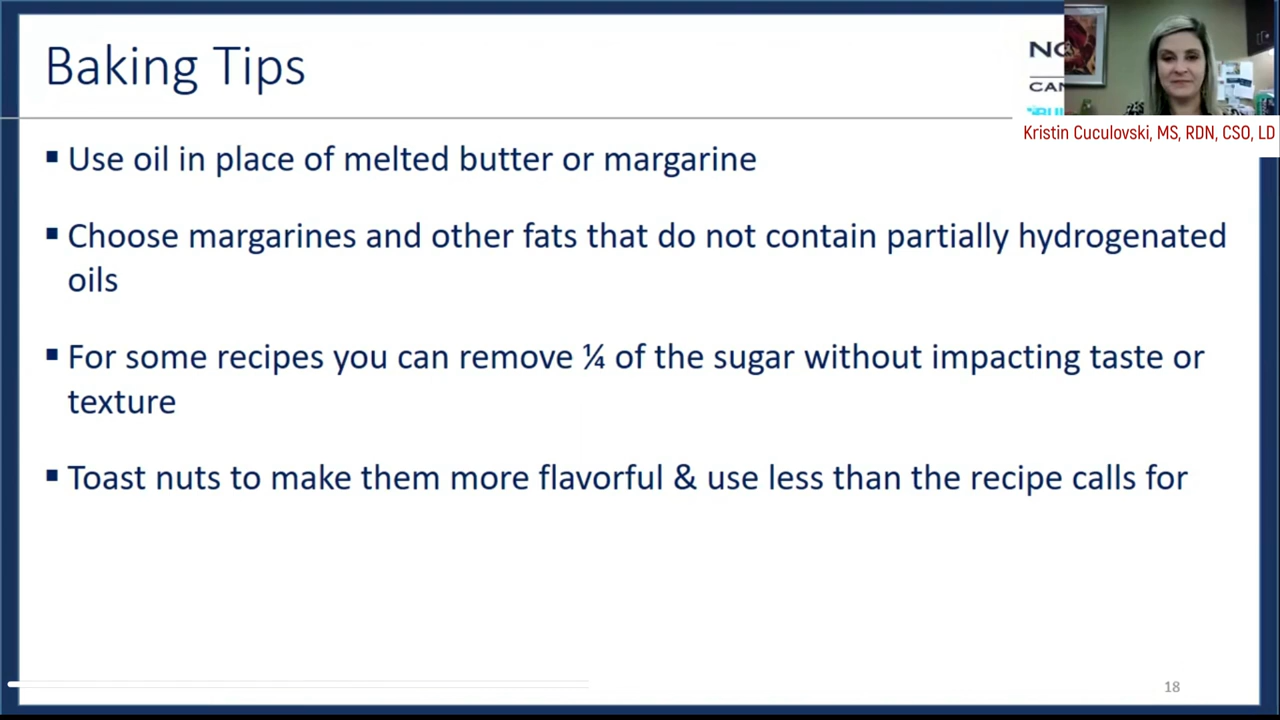 Baking Tips
Kristin Cuculovski, MS, RDN, CSO, LD
▪ Use oil in place of melted butter or margarine
▪ Choose margarines and other fats that do not contain partially hydrogenated
oils
▪ For some recipes you can remove ¼ of the sugar without impacting taste or
texture
▪ Toast nuts to make them more flavorful & use less than the recipe calls for
18